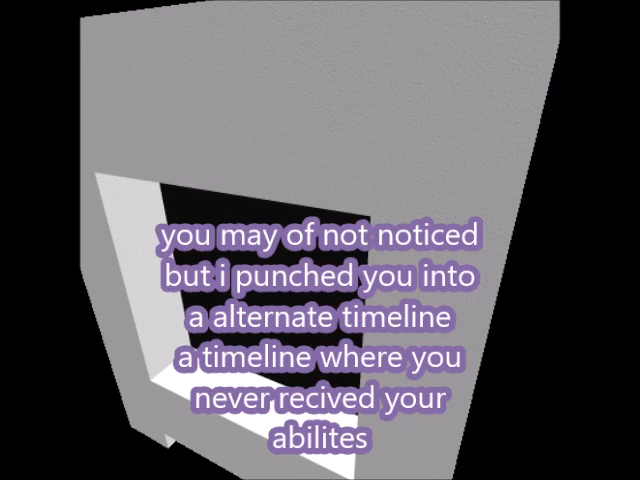 you may of not noticed
but i punched you into
a alternate timeline
a timeline where you
never recived your
abilites